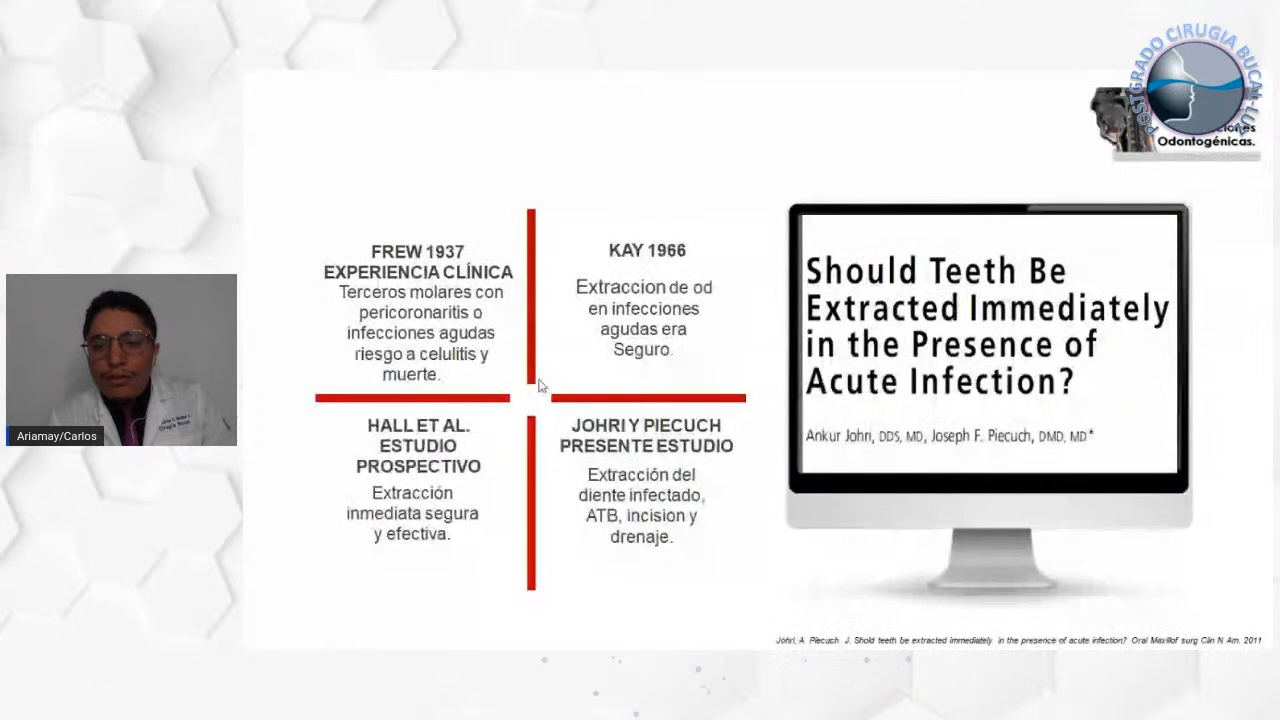 POSTGRADO CIRUGIA BUCAL-LUZ
Odontogénicas.
FREW 1937
EXPERIENCIA CLÍNICA
Terceros molares con
pericoronaritis o
infecciones agudas
riesgo a celulitis y
muerte.
KAY 1966
Extraccion de od
en infecciones
agudas era
Seguro.
HALL ET AL.
ESTUDIO
PROSPECTIVO
Extracción
inmediata segura
y efectiva.
JOHRI Y PIECUCH
PRESENTE ESTUDIO
Extracción del
diente infectado,
ATB, incision y
drenaje.
Should Teeth Be
Extracted Immediately
in the Presence of
Acute Infection?
Ankur Johri, DDS, MD, Joseph F. Piecuch, DMD, MD*
Ariamay/Carlos
Johri, A. Piecuch J. Shold teeth be extracted immediately in the presence of acute infection? Oral Maxillof surg Clin N Am. 2011